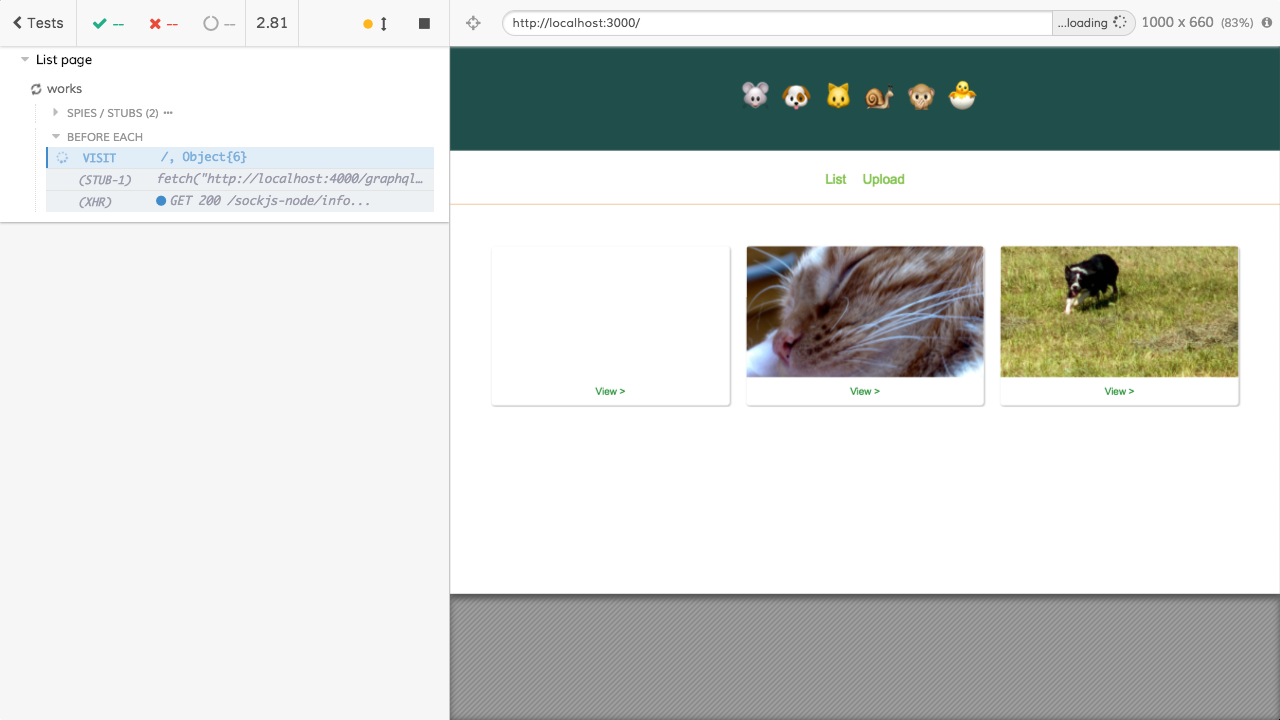 Tests -- -- -- 2.81
http://localhost:3000/ ...loading 1000 x 660 (83%)
List page
works
SPIES / STUBS (2) •••
BEFORE EACH
VISIT /, Object{6}
(STUB-1) fetch("http://localhost:4000/graphql…
(XHR) GET 200 /sockjs-node/info...
List Upload
View > View > View >